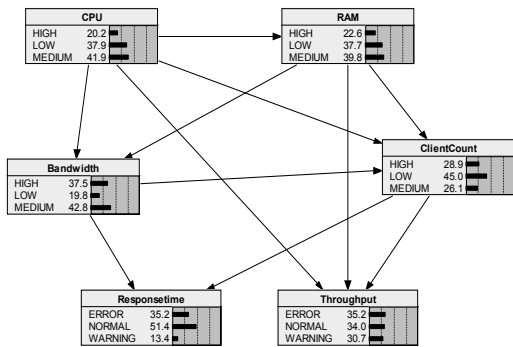 CPU
HIGH 20.2
LOW 37.9
MEDIUM 41.9
RAM
HIGH 22.6
LOW 37.7
MEDIUM 39.8
ClientCount
HIGH 28.9
LOW 45.0
MEDIUM 26.1
Bandwidth
HIGH 37.5
LOW 19.8
MEDIUM 42.8
Responsetime
ERROR 35.2
NORMAL 51.4
WARNING 13.4
Throughput
ERROR 35.2
NORMAL 34.0
WARNING 30.7